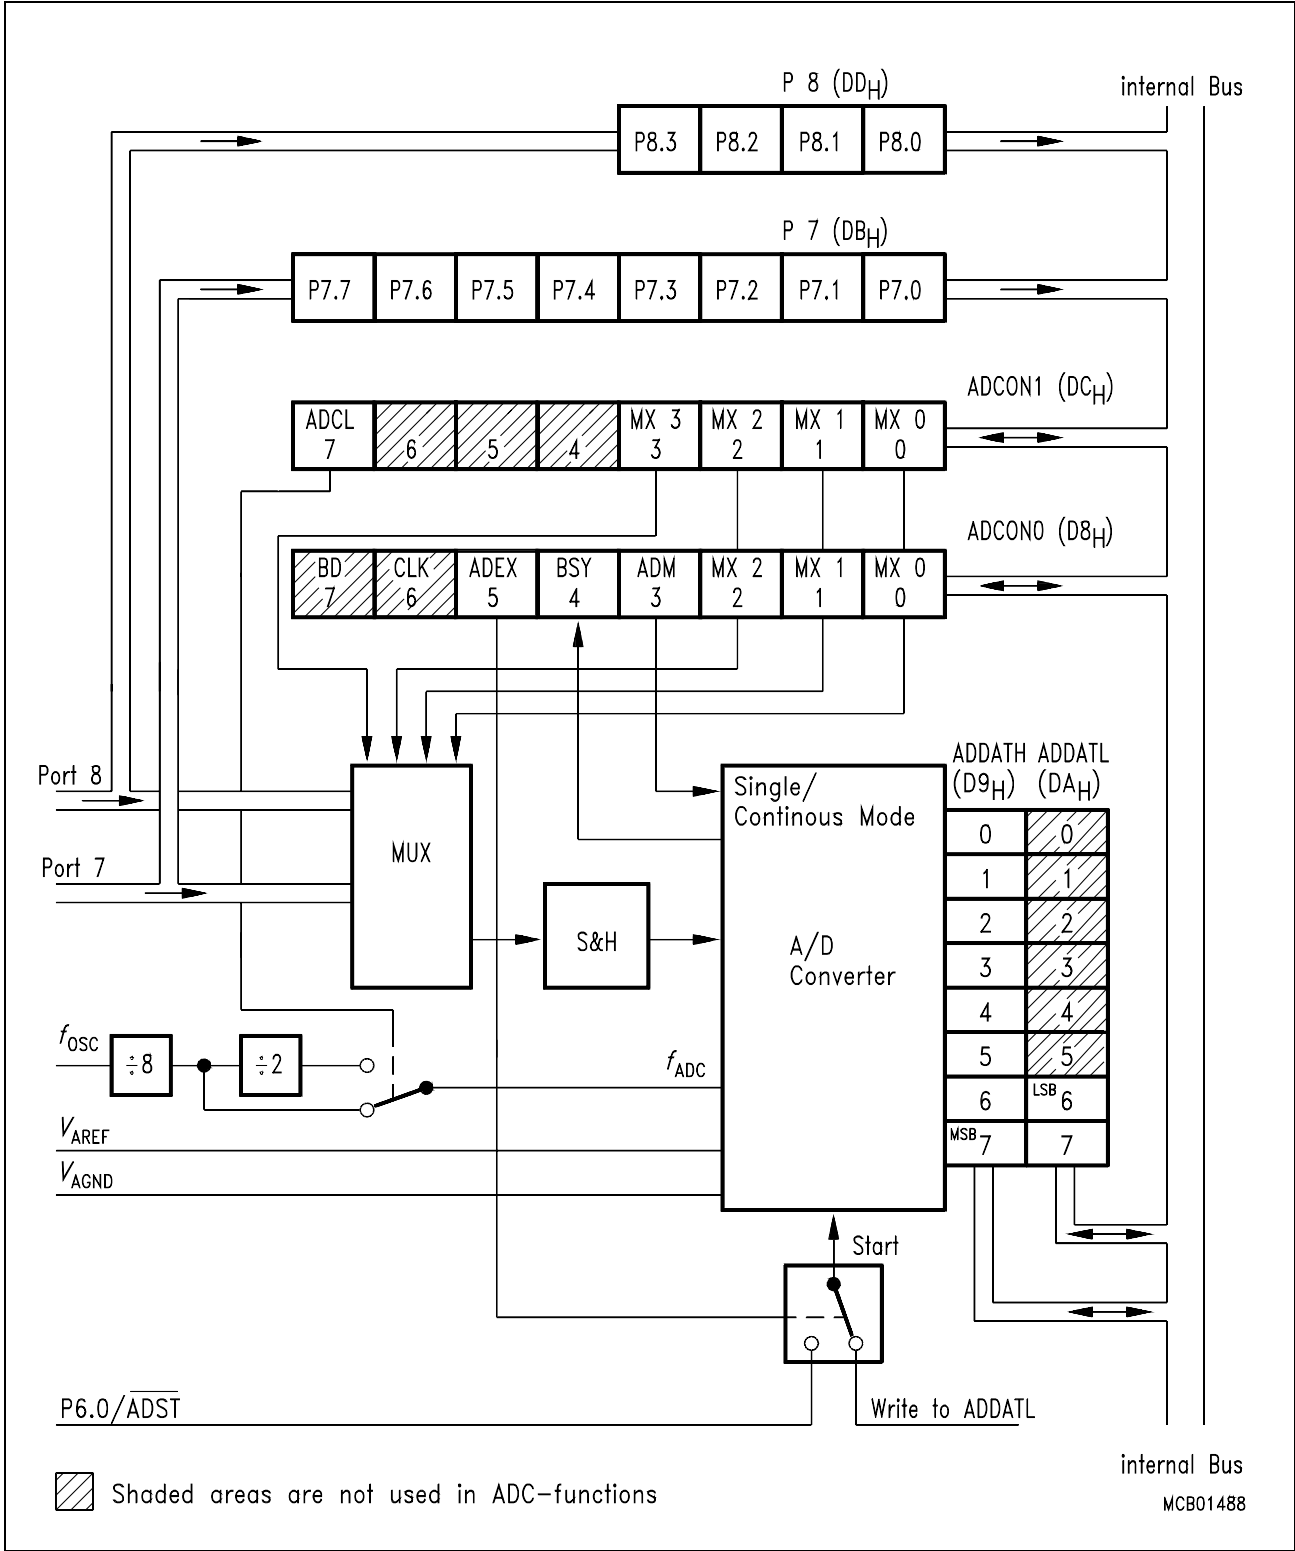 P 8 (DDH)
internal Bus
P8.3 P8.2 P8.1 P8.0
P 7 (DBH)
P7.7 P7.6 P7.5 P7.4 P7.3 P7.2 P7.1 P7.0
ADCON1 (DCH)
ADCL MX 3 MX 2 MX 1 MX 0
7 6 5 4 3 2 1 0
ADCON0 (D8H)
BD CLK ADEX BSY ADM MX 2 MX 1 MX 0
7 6 5 4 3 2 1 0
Port 8
Port 7
MUX
S&H
Single/
Continous Mode
A/D
Converter
ADDATH ADDATL
(D9H) (DAH)
0 0
1 1
2 2
3 3
4 4
5 5
6 LSB 6
MSB 7 7
fOSC
÷8
÷2
fADC
VAREF
VAGND
Start
P6.0/ADST
Write to ADDATL
internal Bus
Shaded areas are not used in ADC-functions
MCB01488